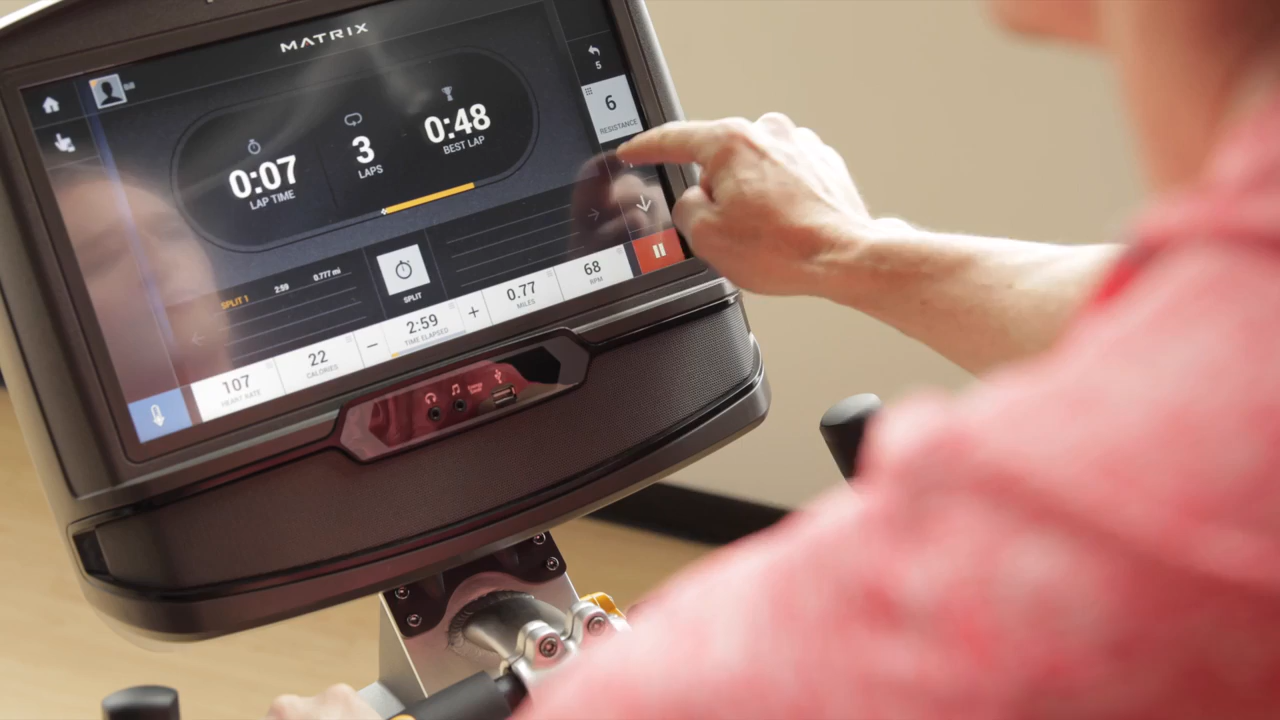 MATRIX
5
6
RESISTANCE
0:07
LAP TIME
3
LAPS
0:48
BEST LAP
SPLIT 1 2:59 0.777 mi
SPLIT
107
HEART RATE
22
CALORIES
2:59
TIME ELAPSED
0.77
MILES
68
RPM